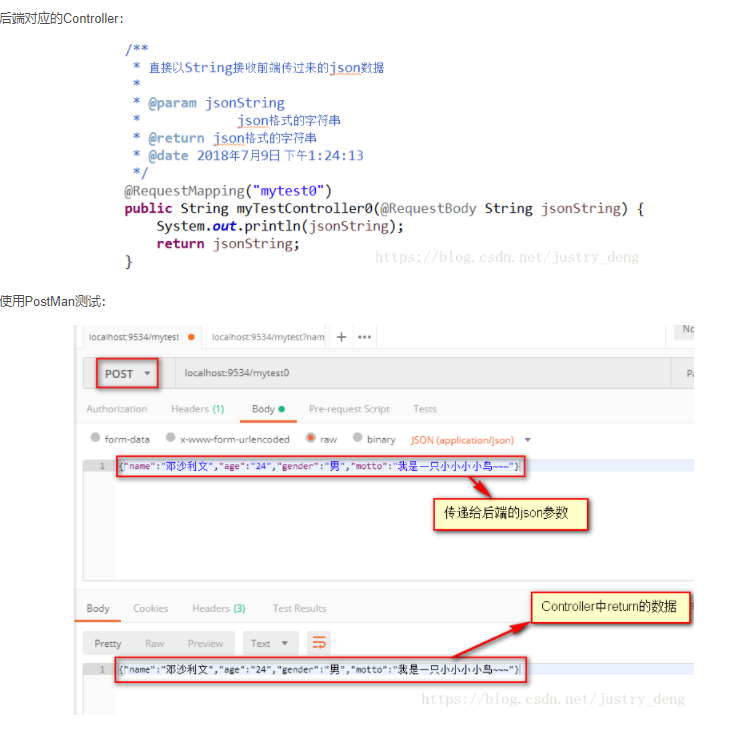 后端对应的Controller:
/**
 * 直接以String接收前端传过来的json数据
 *
 * @param jsonString
 *            json格式的字符串
 * @return json格式的字符串
 * @date 2018年7月9日 下午1:24:13
 */
@RequestMapping("mytest0")
public String myTestController0(@RequestBody String jsonString) {
    System.out.println(jsonString);
    return jsonString;
}
https://blog.csdn.net/justry_deng
使用PostMan测试:
localhost:9534/mytest localhost:9534/mytest?nam + ••• No
POST localhost:9534/mytest0 Pa
Authorization Headers (1) Body Pre-request Script Tests
form-data x-www-form-urlencoded raw binary JSON (application/json)
1 {"name":"邓沙利文","age":"24","gender":"男","motto":"我是一只小小小小鸟~~~"}
传递给后端的json参数
Controller中return的数据
Body Cookies Headers (3) Test Results
Pretty Raw Preview Text
1 {"name":"邓沙利文","age":"24","gender":"男","motto":"我是一只小小小小鸟~~~"}
https://blog.csdn.net/justry_deng